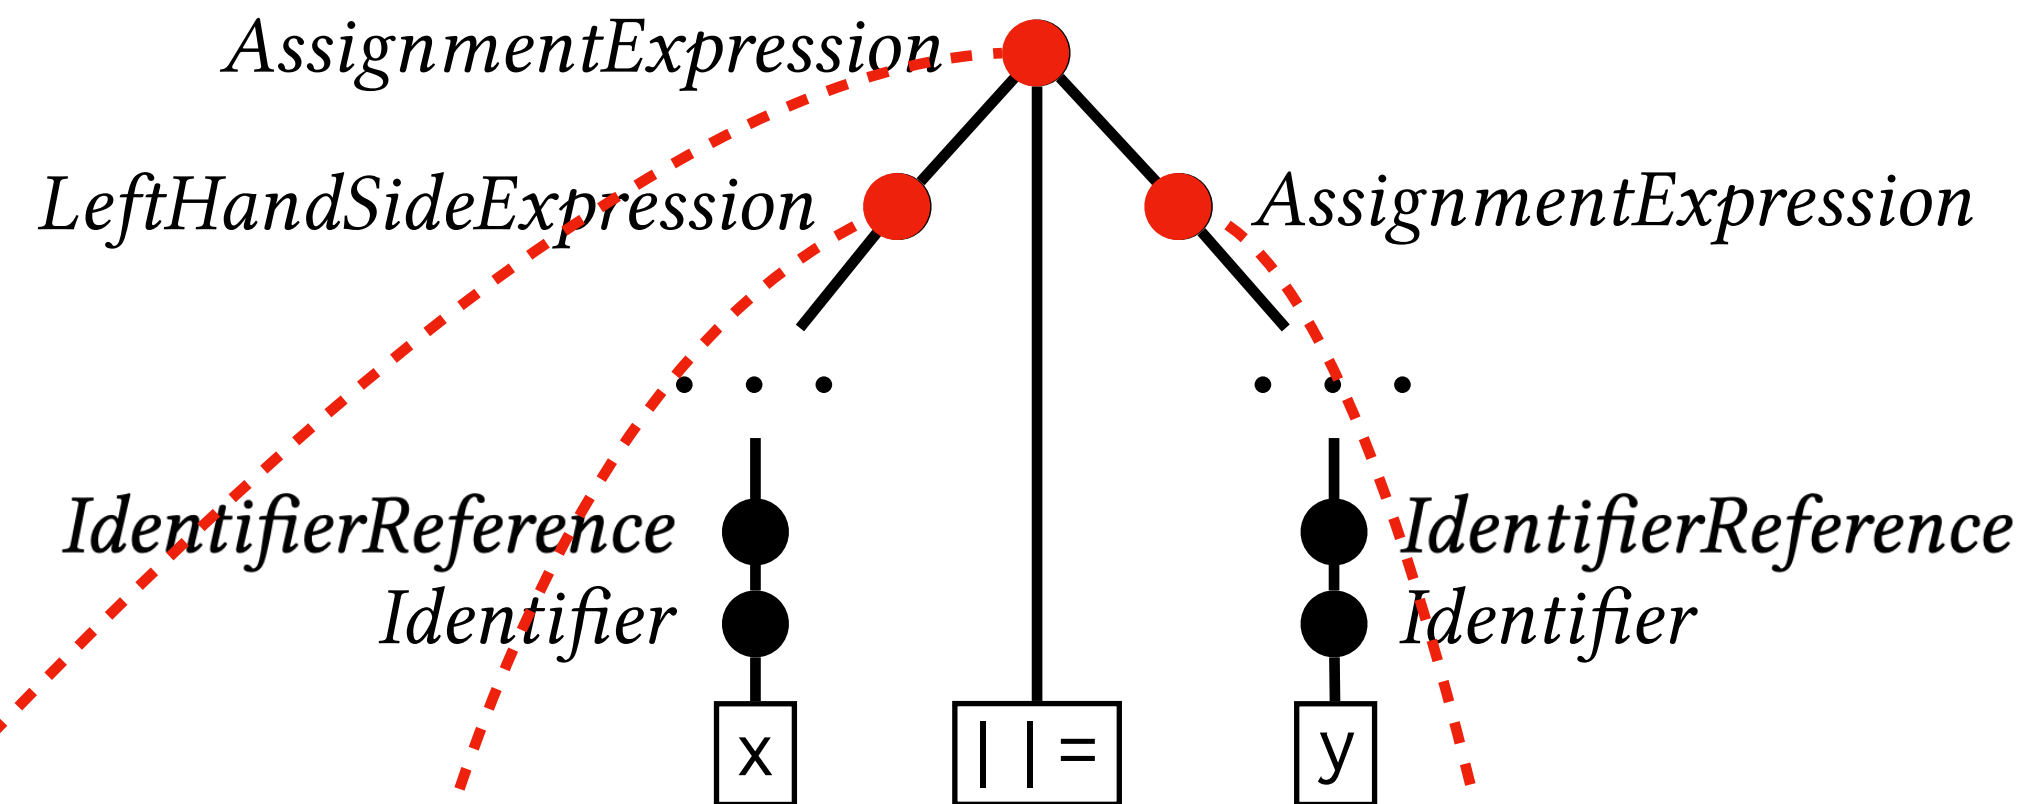 AssignmentExpression
LeftHandSideExpression
AssignmentExpression
IdentifierReference
IdentifierReference
Identifier
Identifier
x
||=
y